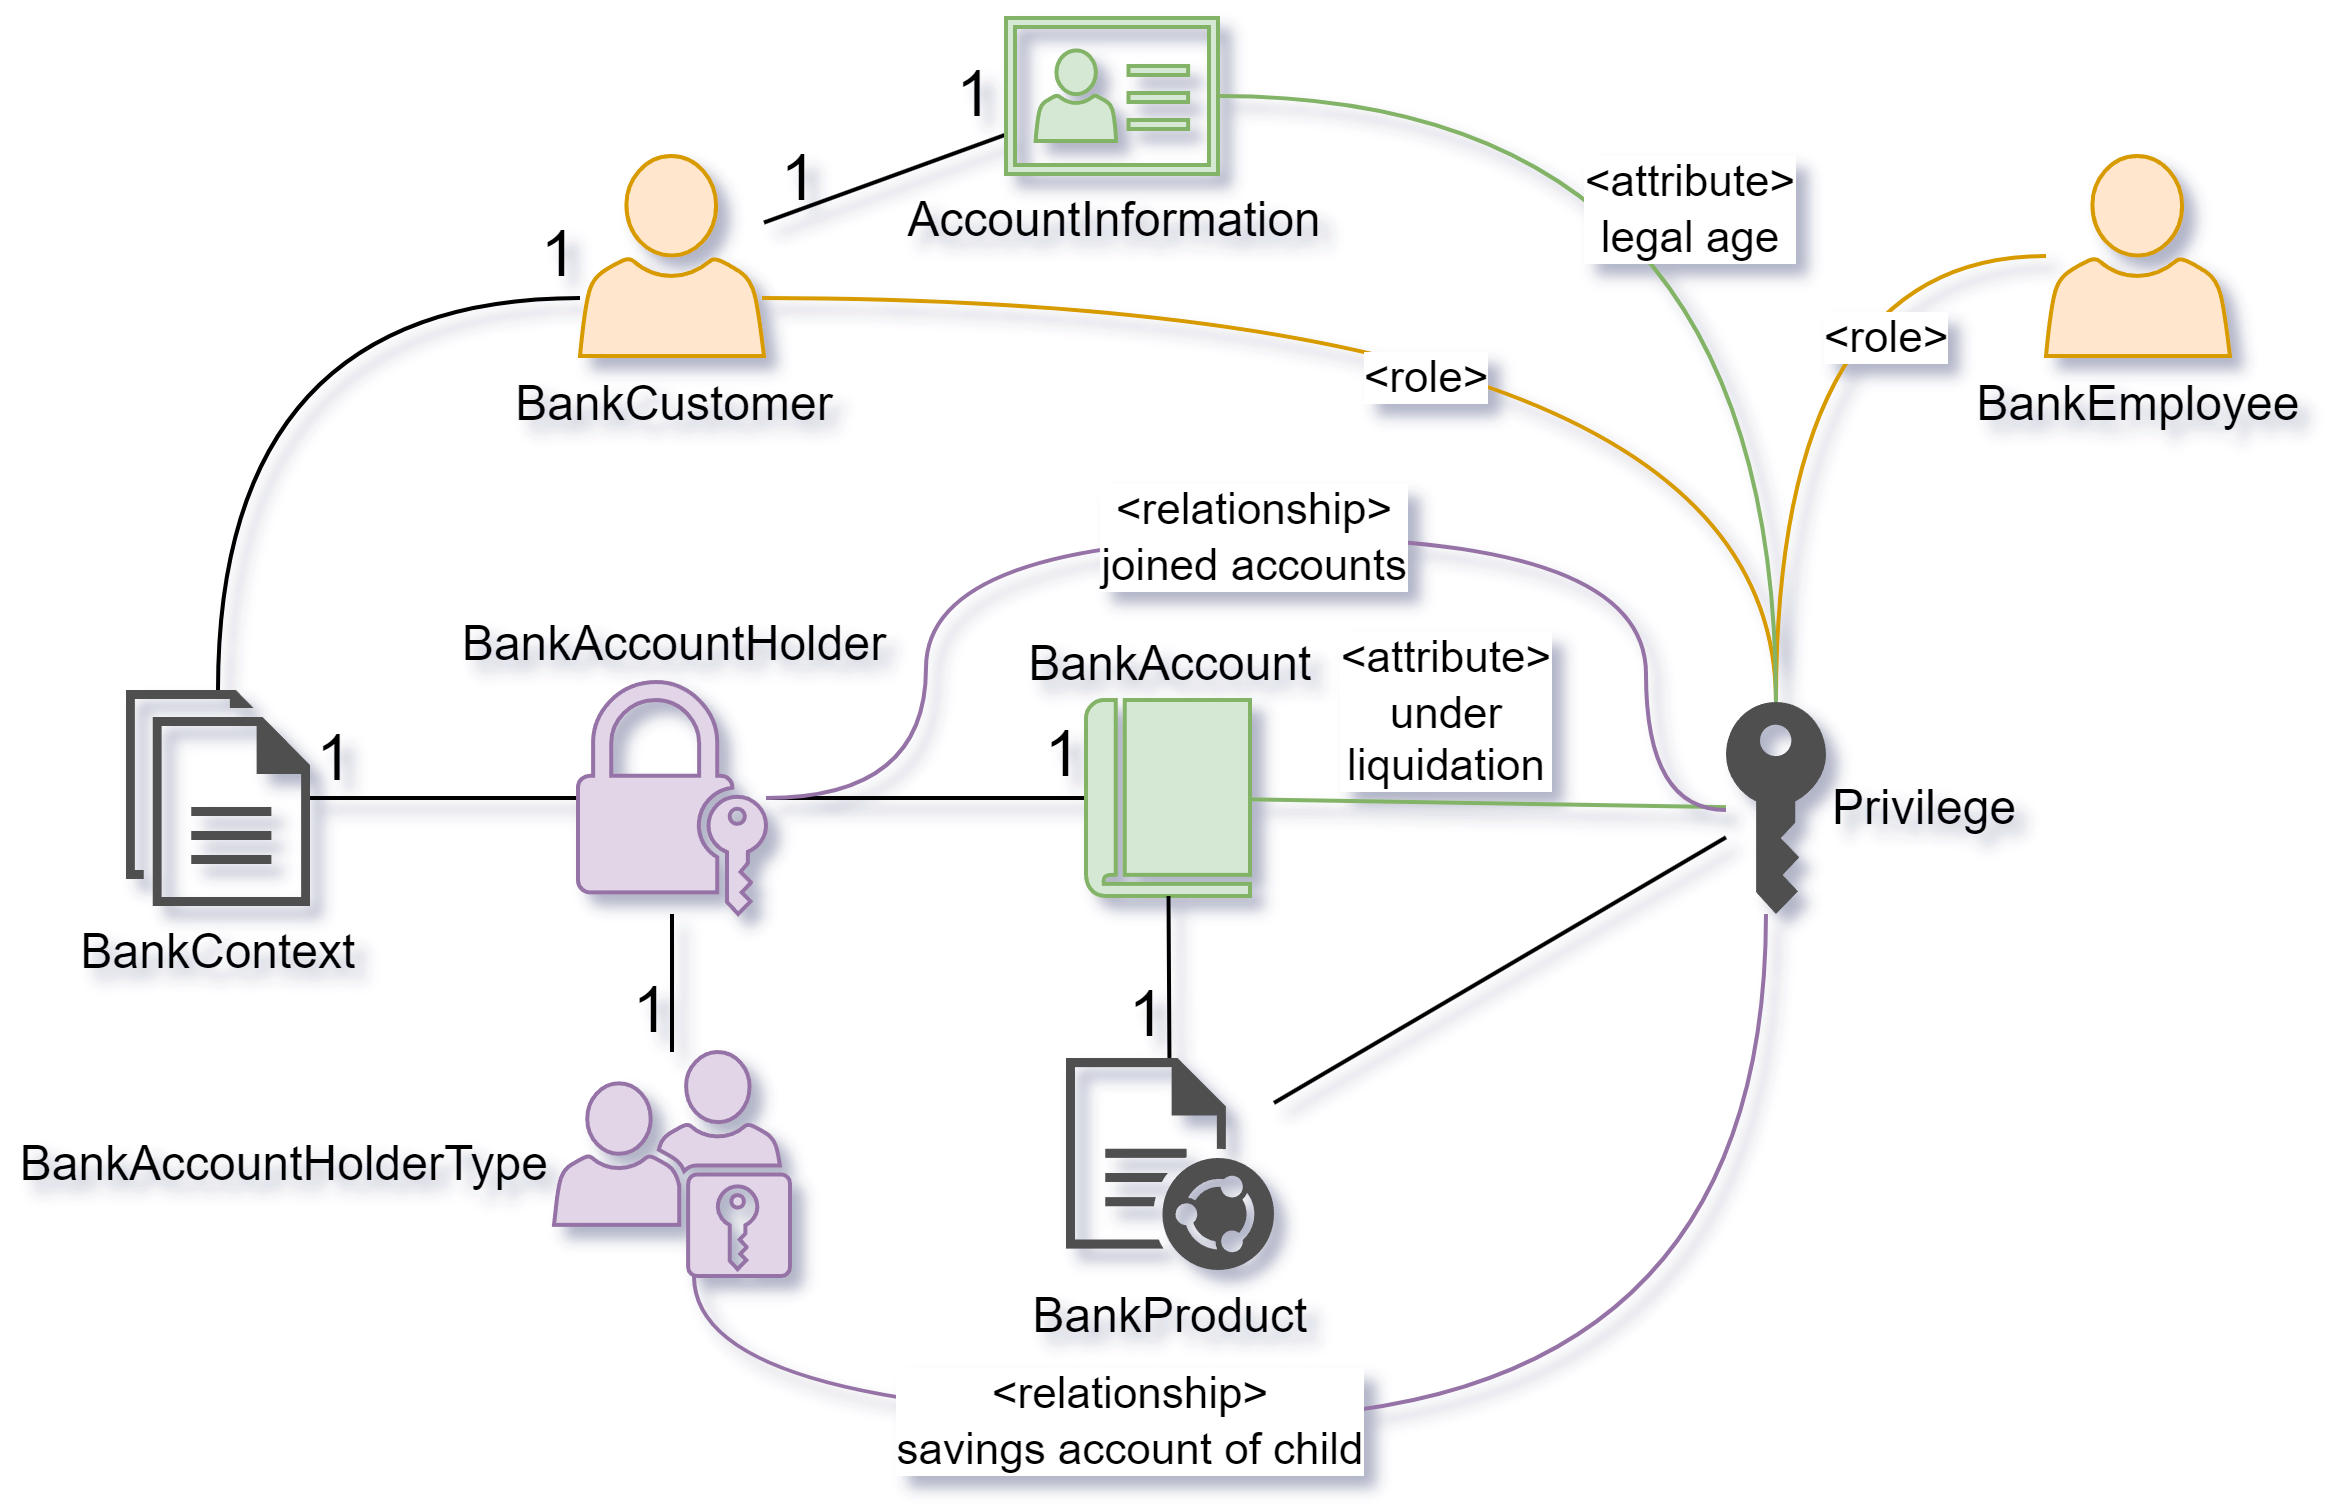 1
AccountInformation
1
<attribute>
legal age
1
BankCustomer
<role>
<role>
BankEmployee
<relationship>
joined accounts
BankAccountHolder
BankAccount
<attribute>
under
liquidation
1
1
Privilege
BankContext
1
1
BankAccountHolderType
BankProduct
<relationship>
savings account of child